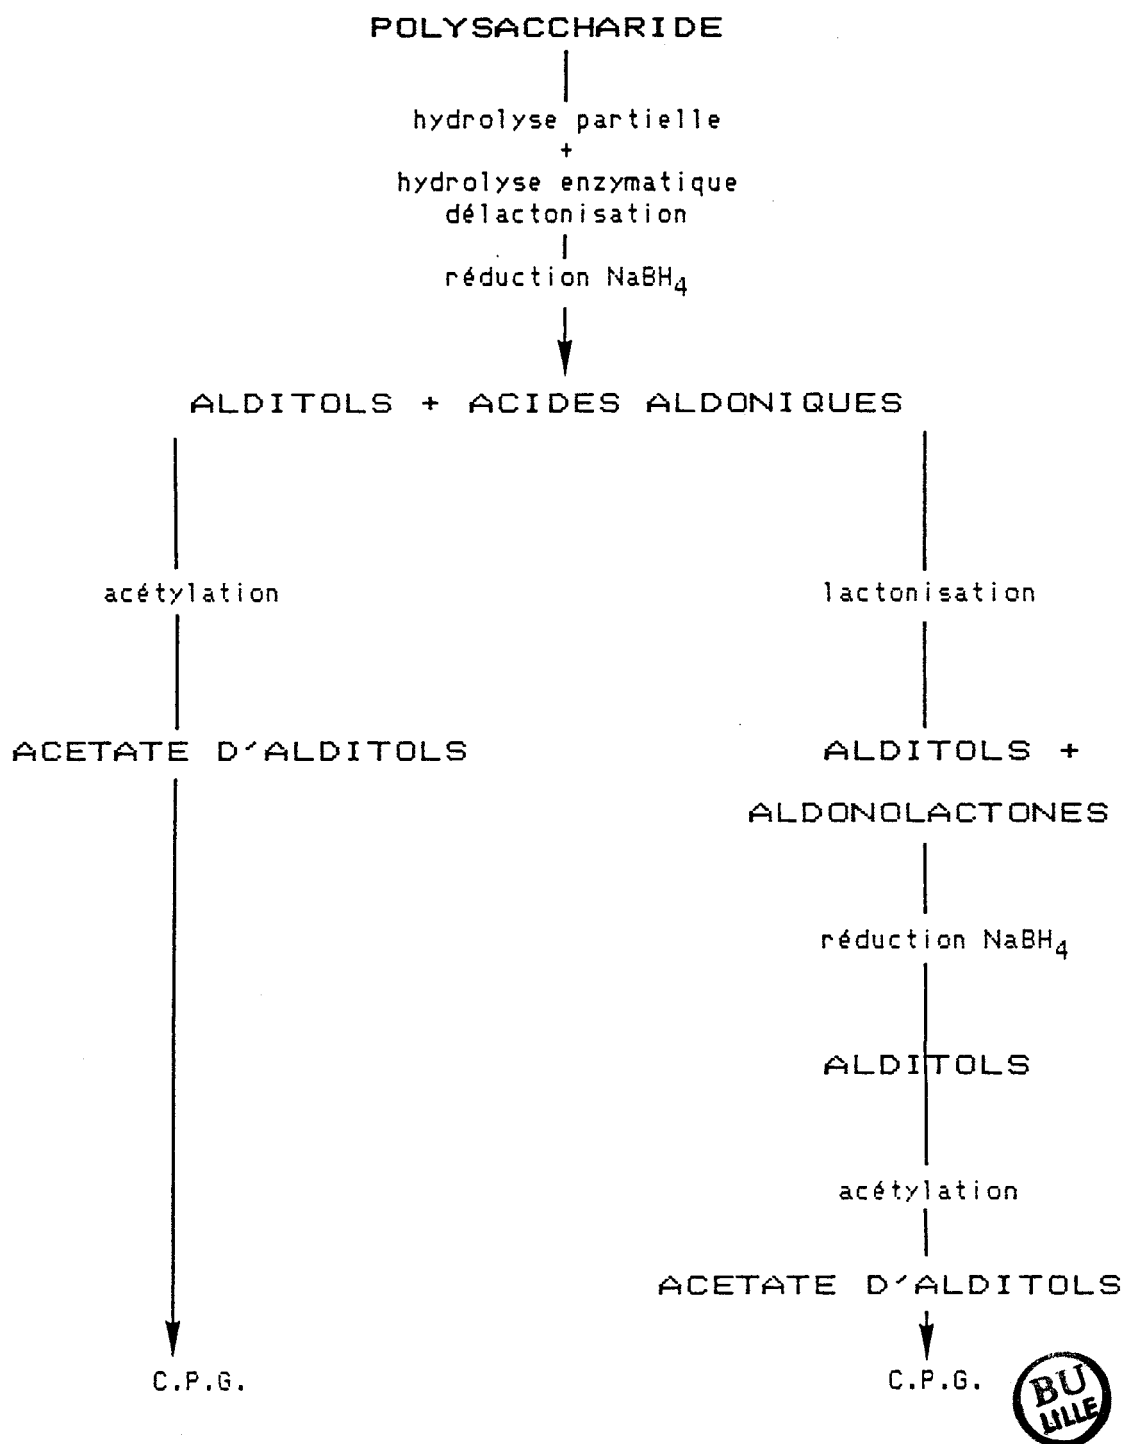 POLYSACCHARIDE
hydrolyse partielle
+
hydrolyse enzymatique
délactonisation
réduction NaBH4
ALDITOLS + ACIDES ALDONIQUES
acétylation
lactonisation
ACETATE D'ALDITOLS
ALDITOLS +
ALDONOLACTONES
réduction NaBH4
ALDITOLS
acétylation
ACETATE D'ALDITOLS
C.P.G.
C.P.G.
BU
LILLE